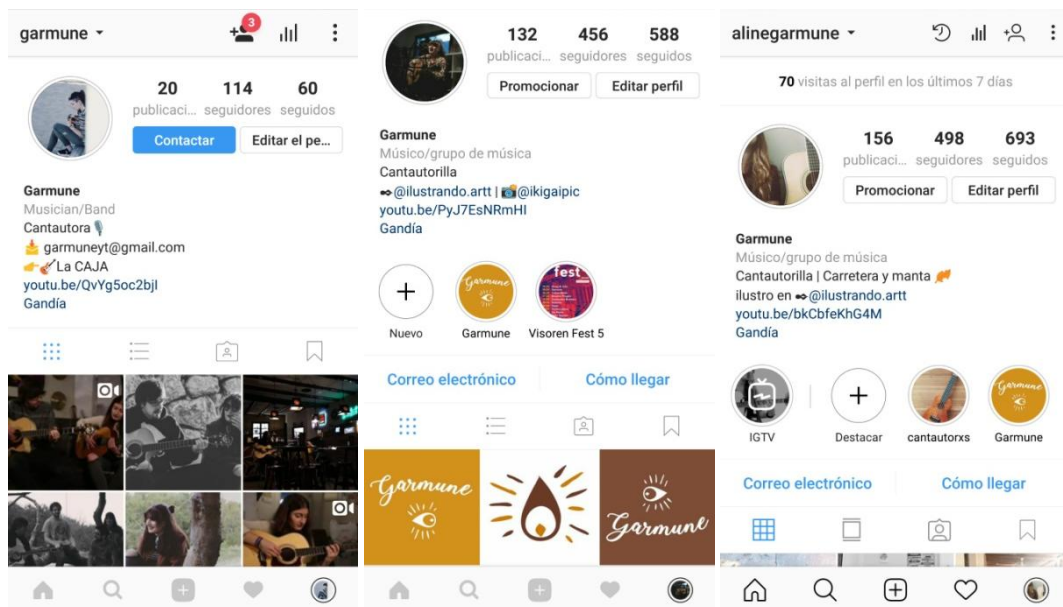 garmune
3
20 114 60
publicaci... seguidores seguidos
Contactar Editar el pe...
Garmune
Musician/Band
Cantautora
garmuneyt@gmail.com
La CAJA
youtu.be/QvYg5oc2bjI
Gandía
132 456 588
publicaci... seguidores seguidos
Promocionar Editar perfil
Garmune
Músico/grupo de música
Cantautorilla
@ilustrando.artt | @ikigaipic
youtu.be/PyJ7EsNRmHI
Gandía
Garmune
fest
Nuevo Garmune Visoren Fest 5
Correo electrónico Cómo llegar
Garmune
Garmune
alinegarmune
70 visitas al perfil en los últimos 7 días
156 498 693
publicaci... seguidores seguidos
Promocionar Editar perfil
Garmune
Músico/grupo de música
Cantautorilla | Carretera y manta
ilustro en @ilustrando.artt
youtu.be/bkCbfeKhG4M
Gandía
Garmune
IGTV Destacar cantautorxs Garmune
Correo electrónico Cómo llegar